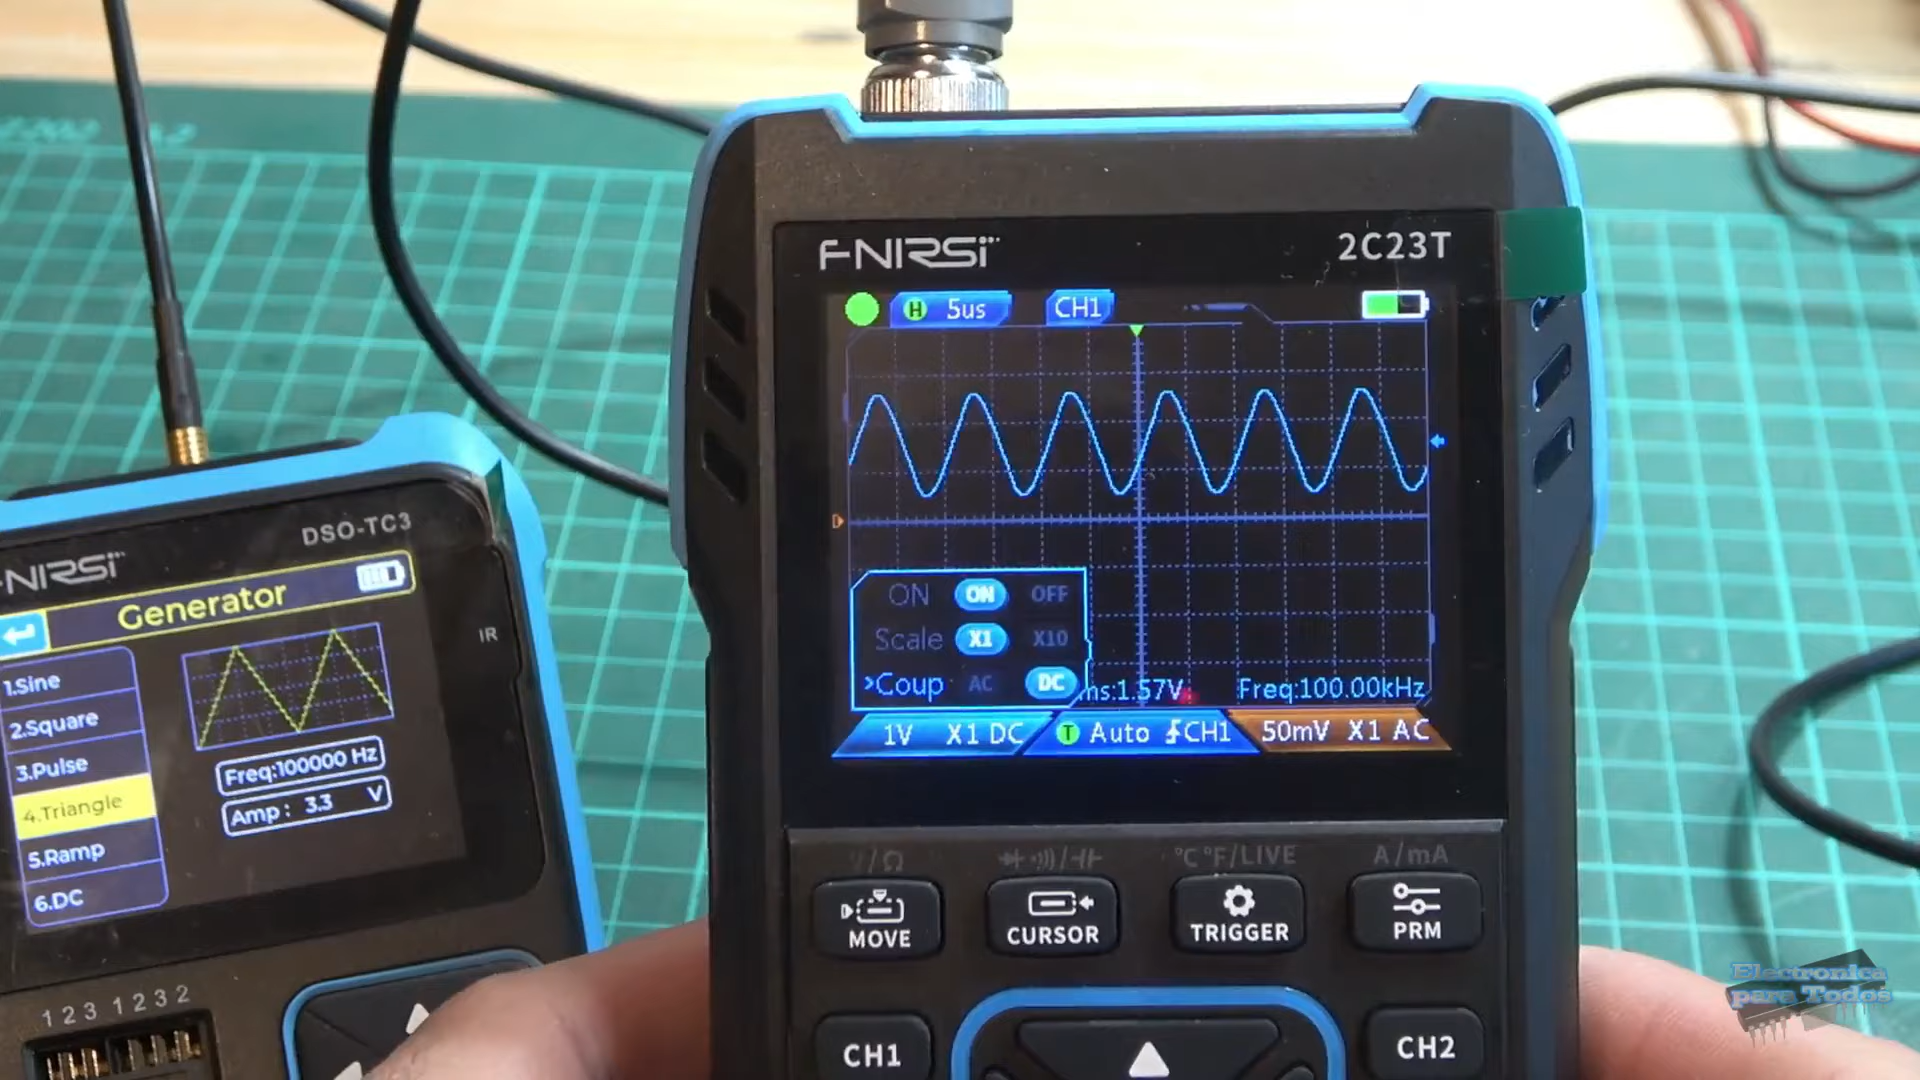 FNIRSI
2C23T
H 5us
CH1
ON ON OFF
Scale X1 X10
>Coup AC DC
ms:1.57V
Freq:100.00kHz
1V X1 DC
T Auto CH1
50mV X1 AC
V/Ω
°C°F/LIVE
A/mA
MOVE
CURSOR
TRIGGER
PRM
CH1
CH2
DSO-TC3
NIRSI
Generator
IR
1.Sine
2.Square
3.Pulse
4.Triangle
5.Ramp
6.DC
Freq:100000 Hz
Amp: 3.3 V
1 2 3 1 2 3 2
Electronica
para Todos